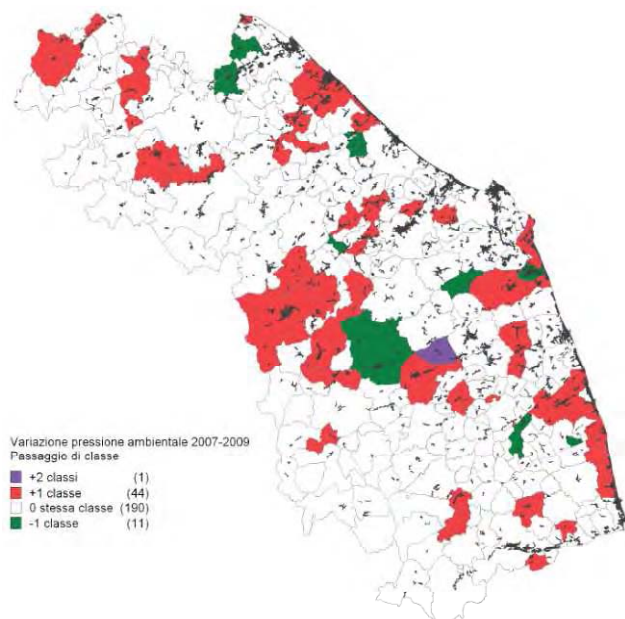 Variazione pressione ambientale 2007-2009
Passaggio di classe
+2 classi (1)
+1 classe (44)
0 stessa classe (190)
-1 classe (11)